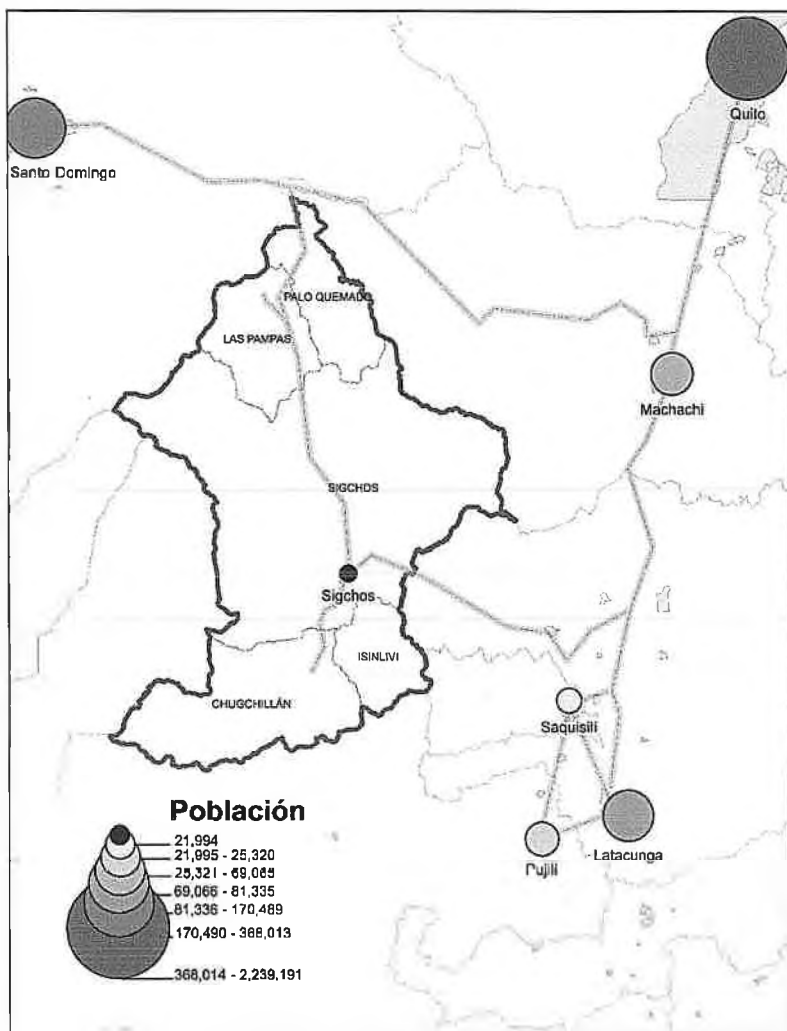 Quito
Santo Domingo
PALO QUEMADO
LAS PAMPAS
Machachi
SIGCHOS
Sigchos
ISINLIVI
CHUGCHILLÁN
Saquisilí
Población
21,994
21,995 - 25,320
25,321 - 69,065
69,066 - 81,335
81,336 - 170,489
170,490 - 368,013
368,014 - 2,239,191
Pujilí
Latacunga